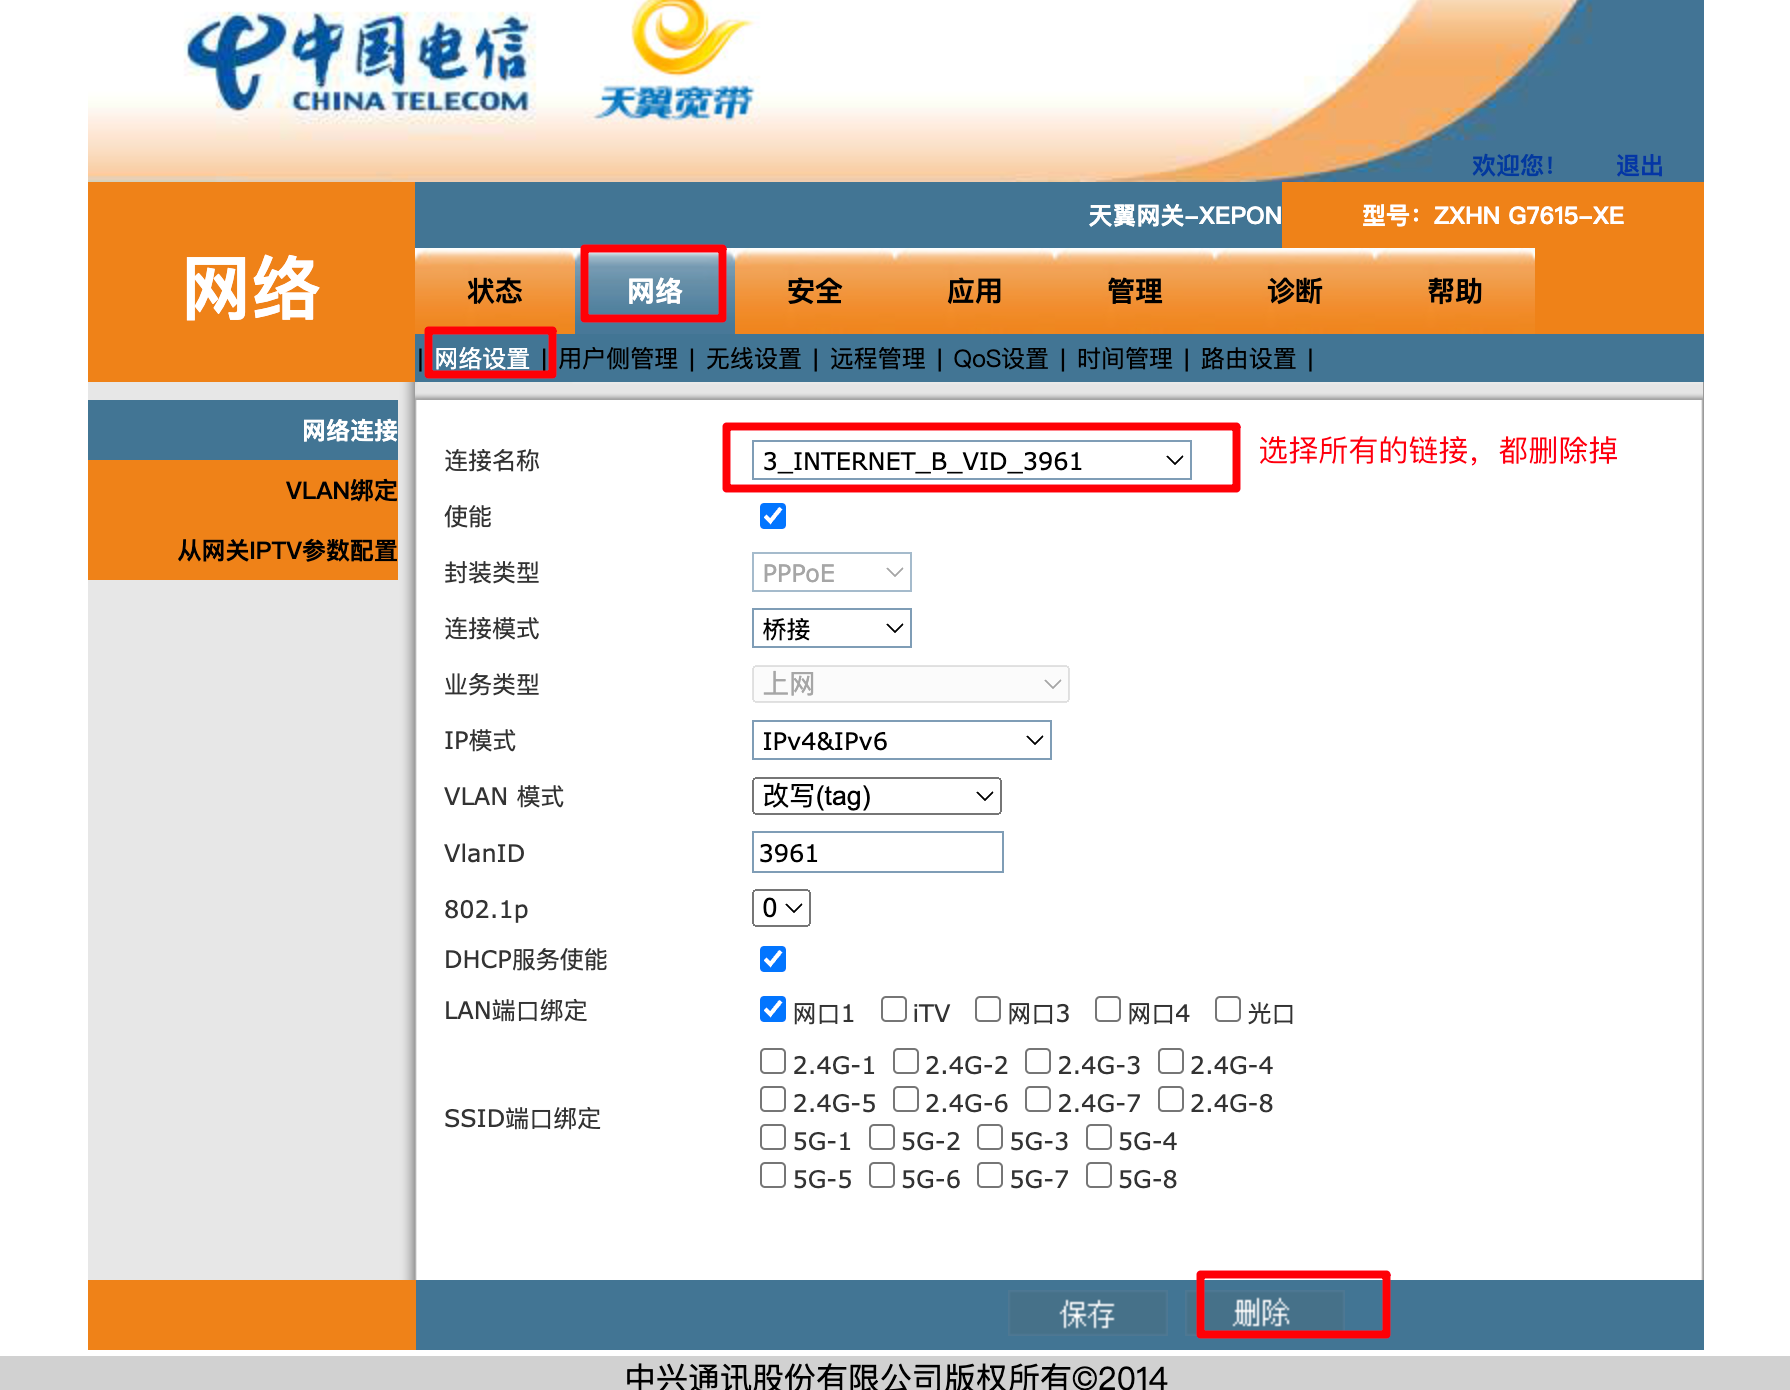 中国电信
CHINA TELECOM
天翼宽带
欢迎您！ 退出
天翼网关-XEPON 型号：ZXHN G7615-XE
网络
状态 网络 安全 应用 管理 诊断 帮助
| 网络设置 | 用户侧管理 | 无线设置 | 远程管理 | QoS设置 | 时间管理 | 路由设置 |
网络连接
VLAN绑定
从网关IPTV参数配置
连接名称 3_INTERNET_B_VID_3961 选择所有的链接，都删除掉
使能
封装类型 PPPoE
连接模式 桥接
业务类型 上网
IP模式 IPv4&IPv6
VLAN 模式 改写(tag)
VlanID 3961
802.1p 0
DHCP服务使能
LAN端口绑定 网口1 iTV 网口3 网口4 光口
SSID端口绑定
2.4G-1 2.4G-2 2.4G-3 2.4G-4
2.4G-5 2.4G-6 2.4G-7 2.4G-8
5G-1 5G-2 5G-3 5G-4
5G-5 5G-6 5G-7 5G-8
保存 删除
中兴通讯股份有限公司版权所有©2014